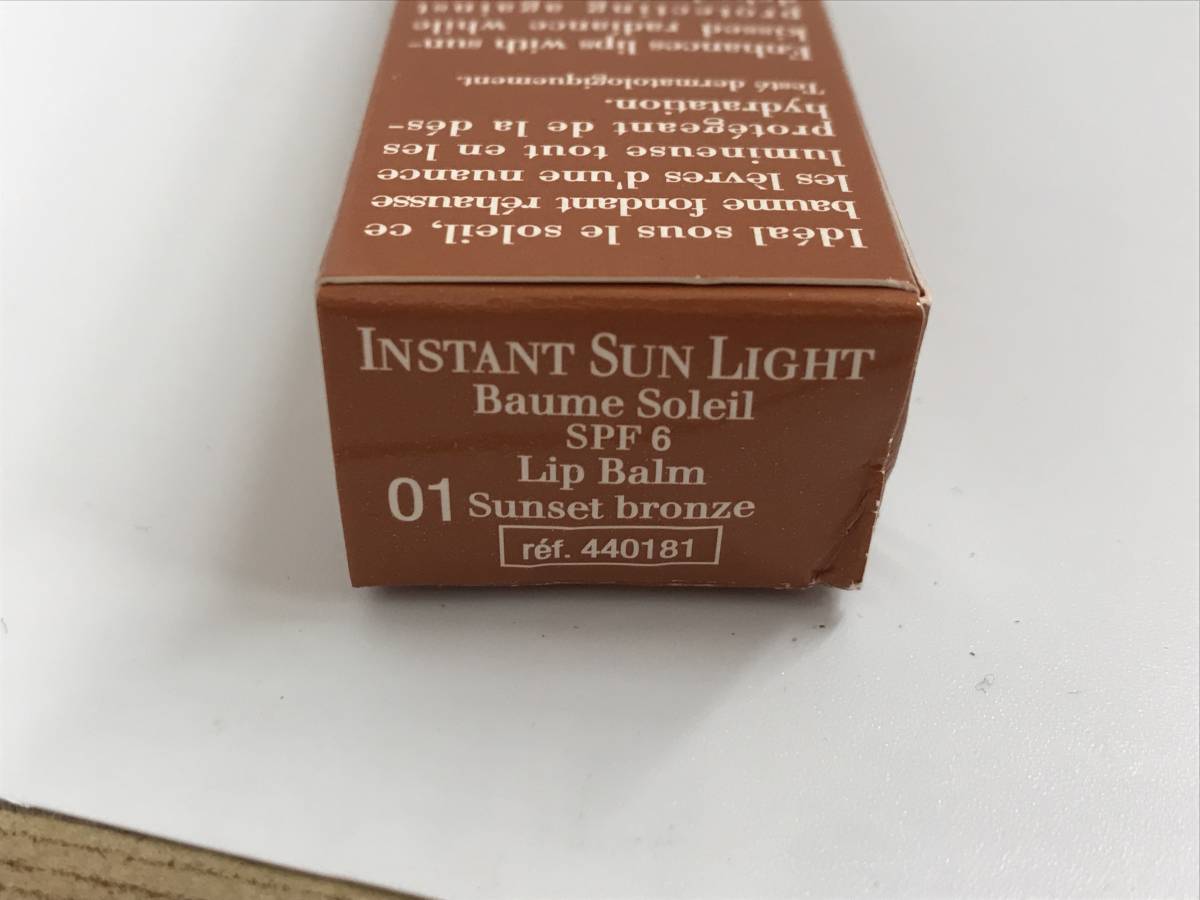 INSTANT SUN LIGHT
Baume Soleil
SPF 6
Lip Balm
01 Sunset bronze
réf. 440181
Idéal sous le soleil, ce
baume fondant réhausse
les lèvres d'une nuance
lumineuse tout en les
protégeant de la dés-
hydratation.
Testé dermatologiquement.
Enhances lips with sun-
kissed radiance while
protecting against